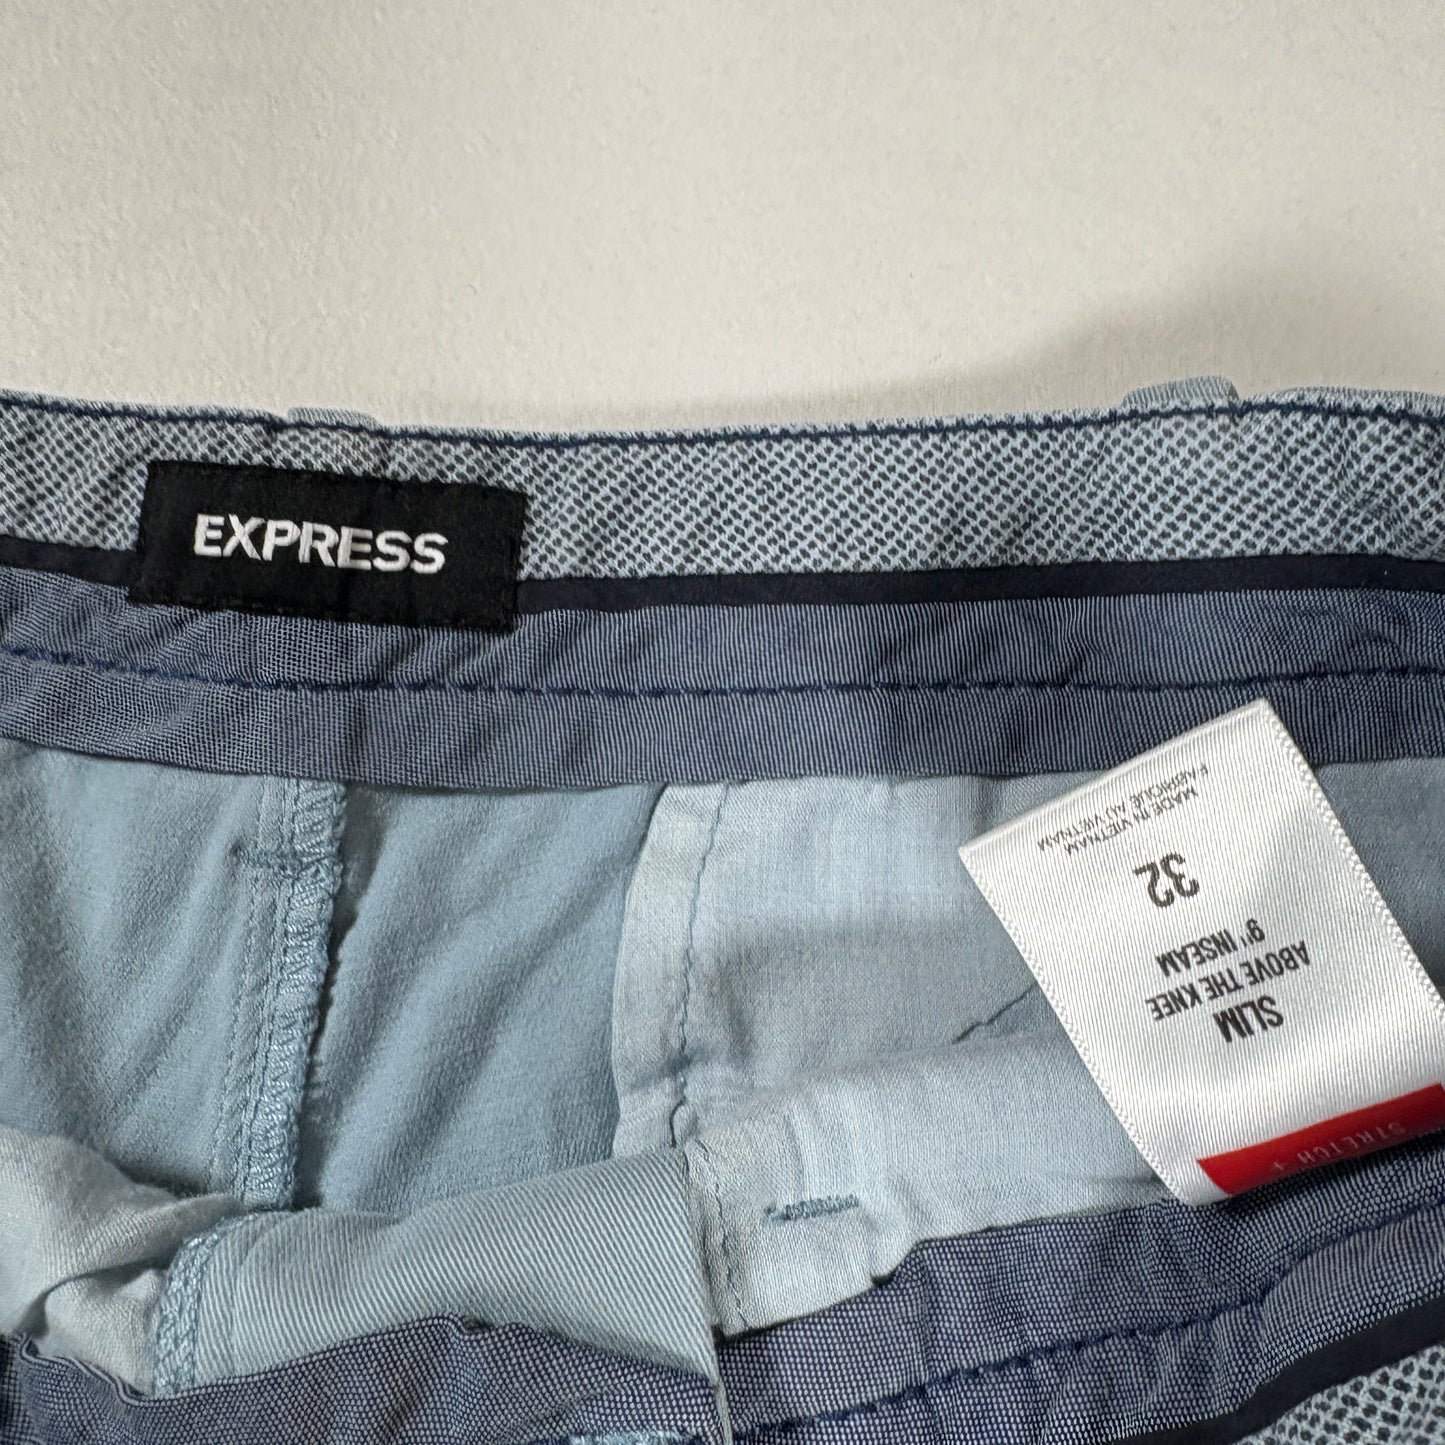 EXPRESS
STRETCH +
SLIM
ABOVE THE KNEE
9" INSEAM
32
MADE IN VIETNAM
FABRIQUÉ AU VIETNAM